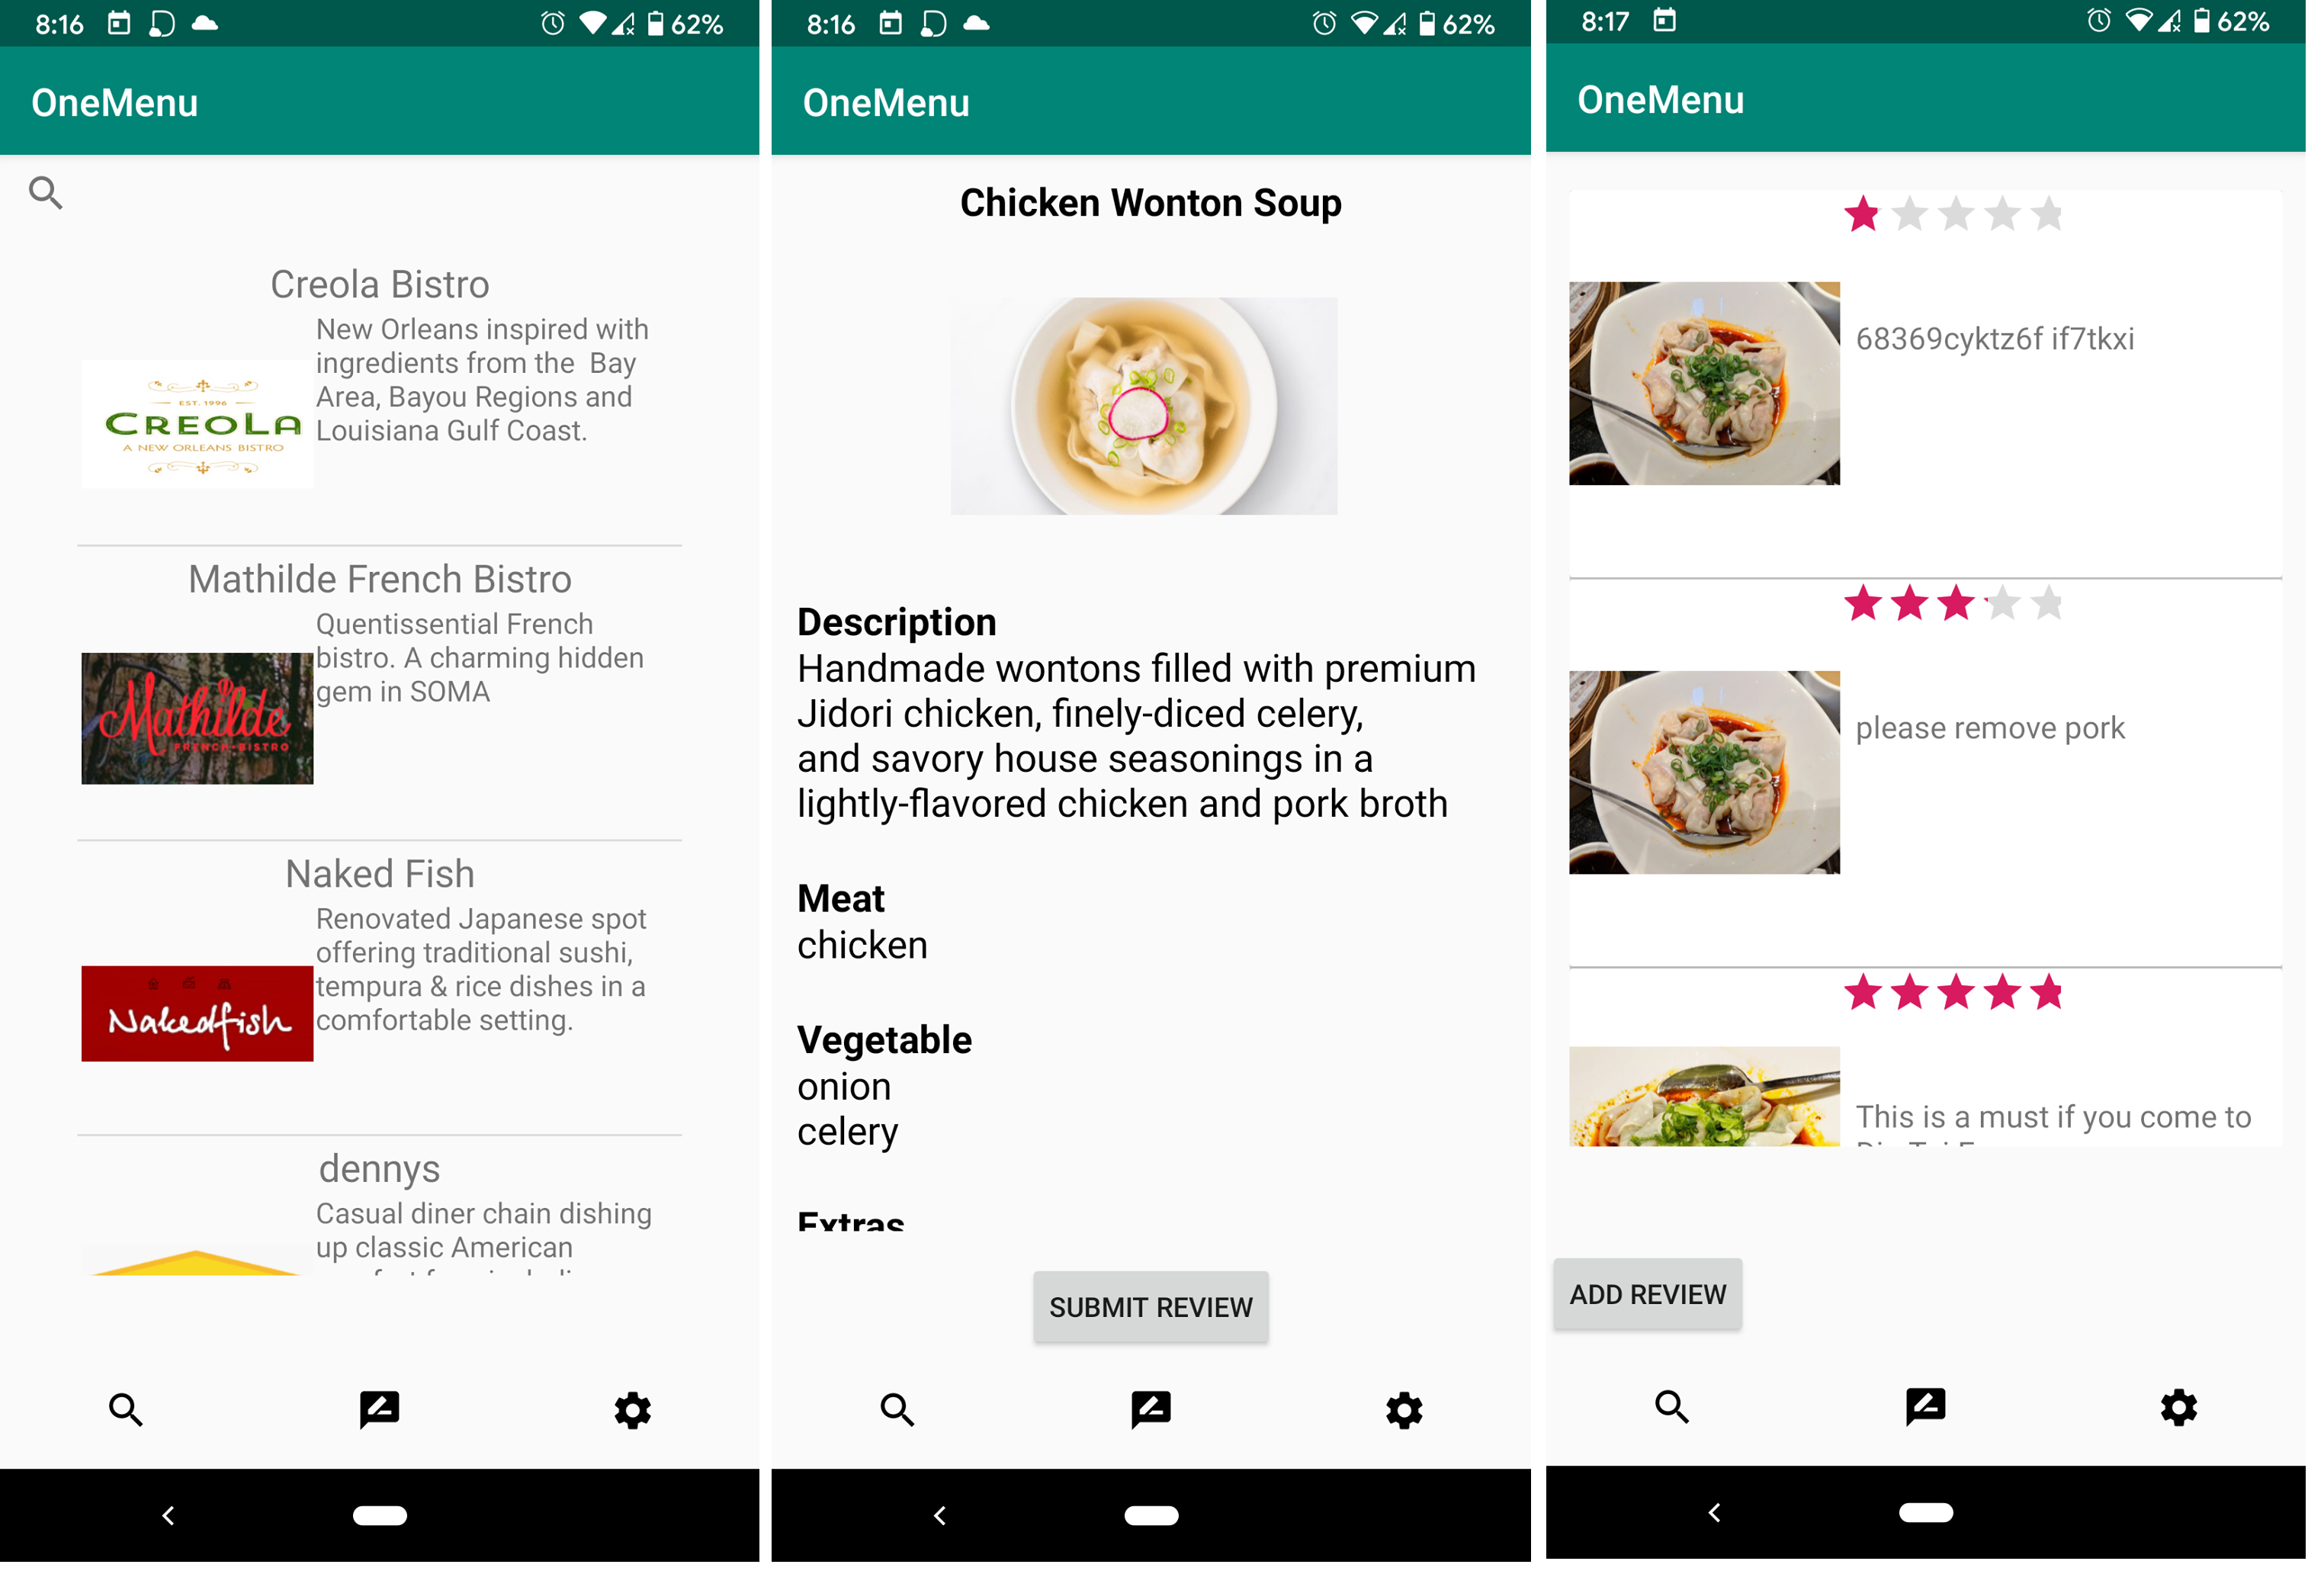 8:16
62%
OneMenu
Creola Bistro
New Orleans inspired with
ingredients from the  Bay
Area, Bayou Regions and
Louisiana Gulf Coast.
EST. 1996
CREOLA
A NEW ORLEANS BISTRO
Mathilde French Bistro
Quentissential French
bistro. A charming hidden
gem in SOMA
Mathilde
FRENCH BISTRO
Naked Fish
Renovated Japanese spot
offering traditional sushi,
tempura & rice dishes in a
comfortable setting.
Nakedfish
dennys
Casual diner chain dishing
up classic American
8:16
62%
OneMenu
Chicken Wonton Soup
Description
Handmade wontons filled with premium
Jidori chicken, finely-diced celery,
and savory house seasonings in a
lightly-flavored chicken and pork broth
Meat
chicken
Vegetable
onion
celery
Extras
SUBMIT REVIEW
8:17
62%
OneMenu
68369cyktz6f if7tkxi
please remove pork
This is a must if you come to
ADD REVIEW